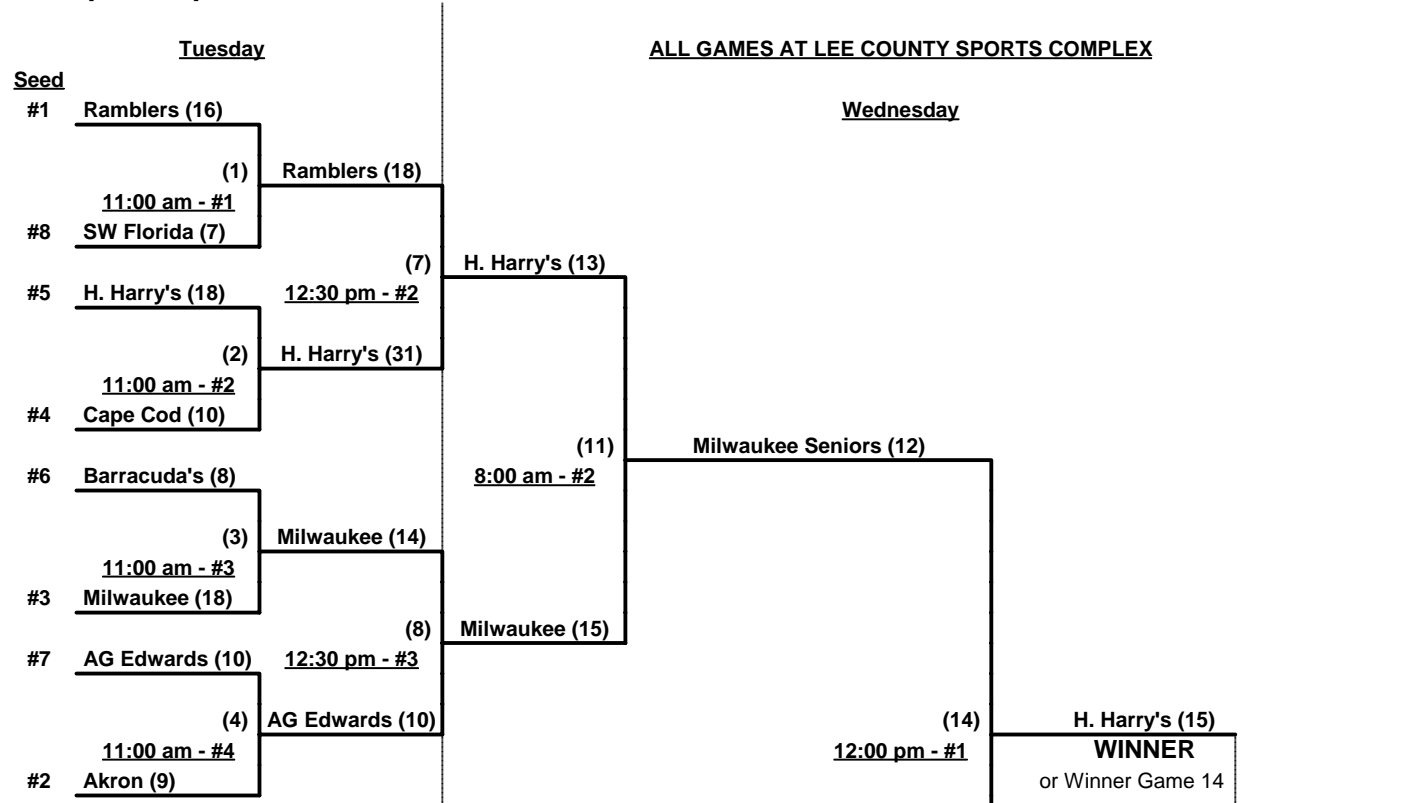 Tuesday
ALL GAMES AT LEE COUNTY SPORTS COMPLEX
Seed
#1 Ramblers (16)
Wednesday
(1) Ramblers (18)
11:00 am - #1
#8 SW Florida (7)
(7) H. Harry's (13)
#5 H. Harry's (18) 12:30 pm - #2
(2) H. Harry's (31)
11:00 am - #2
#4 Cape Cod (10)
(11) Milwaukee Seniors (12)
#6 Barracuda's (8) 8:00 am - #2
(3) Milwaukee (14)
11:00 am - #3
#3 Milwaukee (18)
(8) Milwaukee (15)
#7 AG Edwards (10) 12:30 pm - #3
(4) AG Edwards (10) (14) H. Harry's (15)
11:00 am - #4 12:00 pm - #1 WINNER
#2 Akron (9) or Winner Game 14